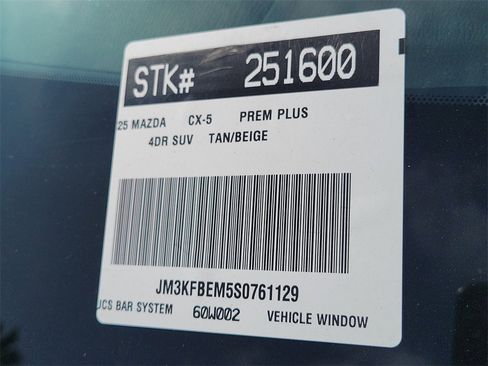 STK# 251600
25 MAZDA CX-5 PREM PLUS
4DR SUV TAN/BEIGE
JM3KFBEM5S0761129
UCS BAR SYSTEM 60W002 VEHICLE WINDOW